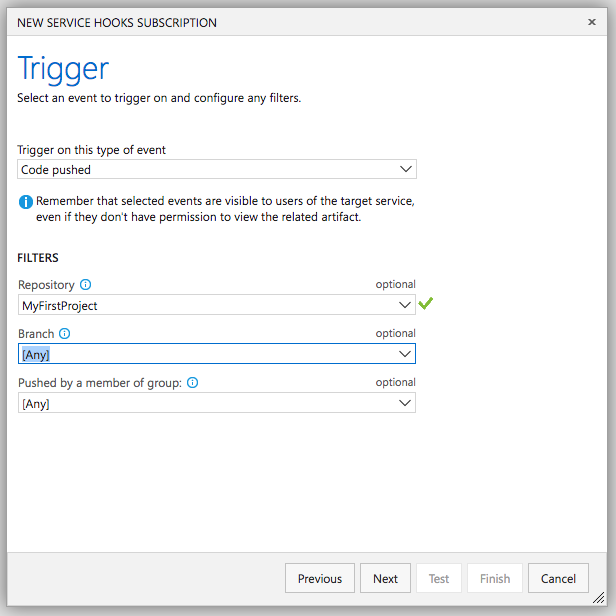 NEW SERVICE HOOKS SUBSCRIPTION
Trigger
Select an event to trigger on and configure any filters.
Trigger on this type of event
Code pushed
Remember that selected events are visible to users of the target service,
even if they don't have permission to view the related artifact.
FILTERS
Repository optional
MyFirstProject
Branch optional
[Any]
Pushed by a member of group: optional
[Any]
Previous Next Test Finish Cancel